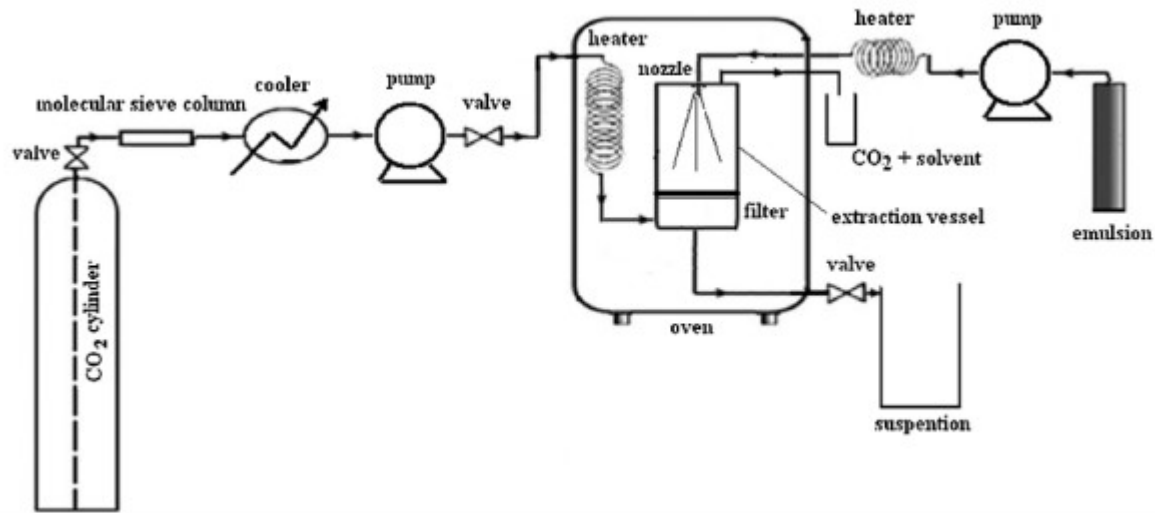 heater
pump
heater
nozzle
cooler
pump
valve
molecular sieve column
valve
CO2 + solvent
filter
extraction vessel
emulsion
valve
oven
CO2 cylinder
suspention